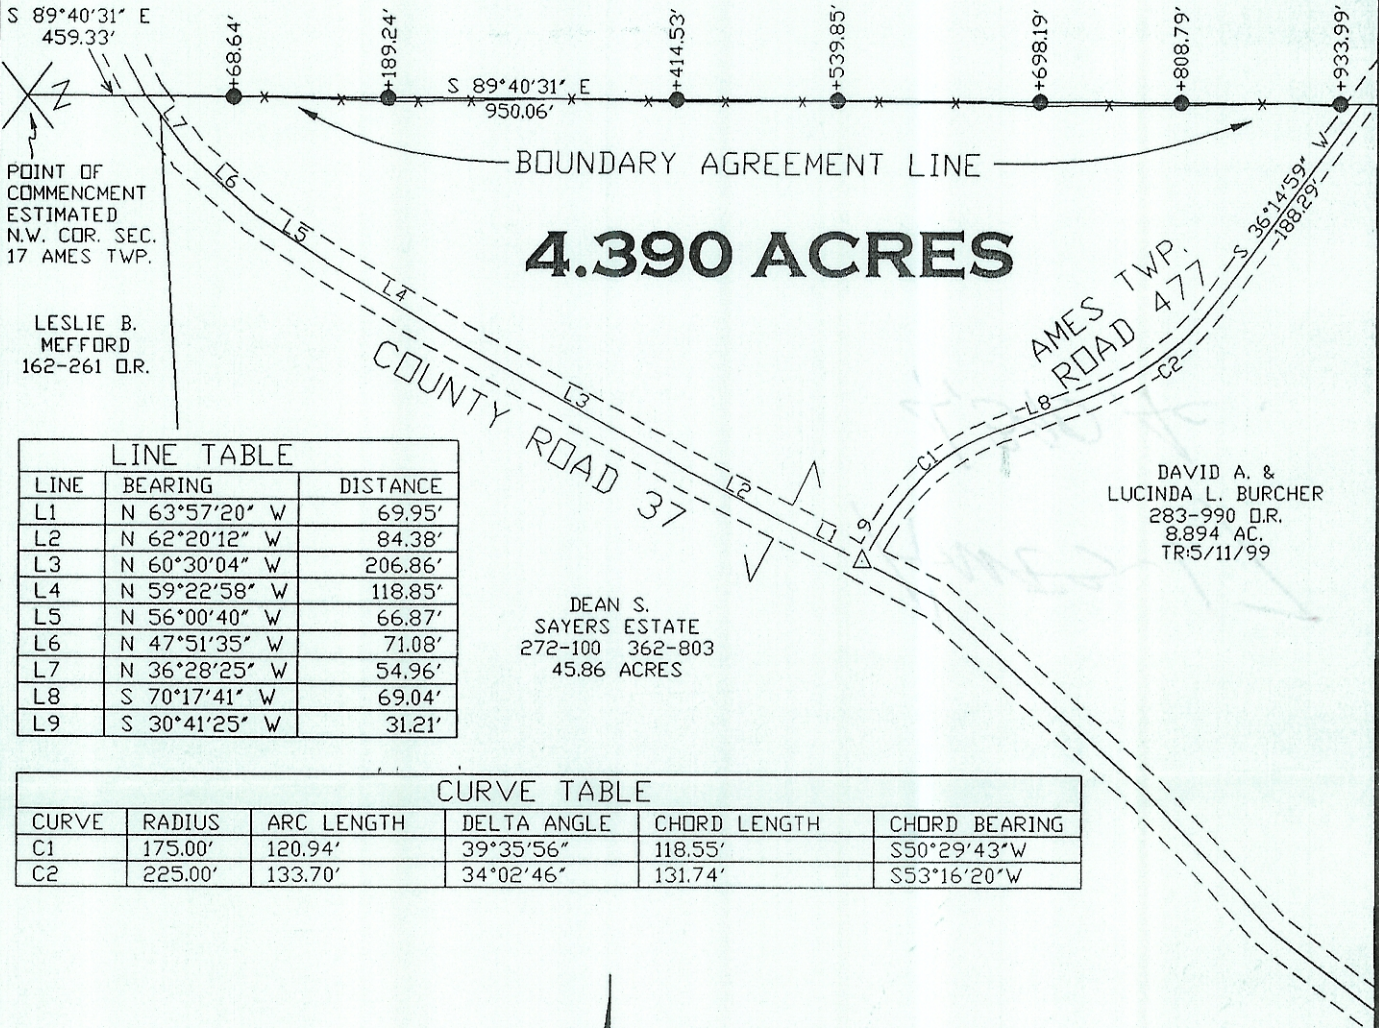 S 89°40'31" E
459.33'
+68.64'
+189.24'
+414.53'
+539.85'
+698.19'
+808.79'
+933.99'
S 89°40'31" E
950.06'
BOUNDARY AGREEMENT LINE
POINT OF
COMMENCMENT
ESTIMATED
N.W. COR. SEC.
17 AMES TWP.
L7
L6
L5
L4
L3
L2
L1
L9
C1
L8
C2
S 36°14'59" W
188.29'
4.390 ACRES
AMES TWP.
ROAD 477
COUNTY ROAD 37
LESLIE B.
MEFFORD
162-261 O.R.
DAVID A. &
LUCINDA L. BURCHER
283-990 O.R.
8.894 AC.
TR:5/11/99
DEAN S.
SAYERS ESTATE
272-100 362-803
45.86 ACRES
LINE TABLE
LINE BEARING DISTANCE
L1 N 63°57'20" W 69.95'
L2 N 62°20'12" W 84.38'
L3 N 60°30'04" W 206.86'
L4 N 59°22'58" W 118.85'
L5 N 56°00'40" W 66.87'
L6 N 47°51'35" W 71.08'
L7 N 36°28'25" W 54.96'
L8 S 70°17'41" W 69.04'
L9 S 30°41'25" W 31.21'
CURVE TABLE
CURVE RADIUS ARC LENGTH DELTA ANGLE CHORD LENGTH CHORD BEARING
C1 175.00' 120.94' 39°35'56" 118.55' S50°29'43"W
C2 225.00' 133.70' 34°02'46" 131.74' S53°16'20"W